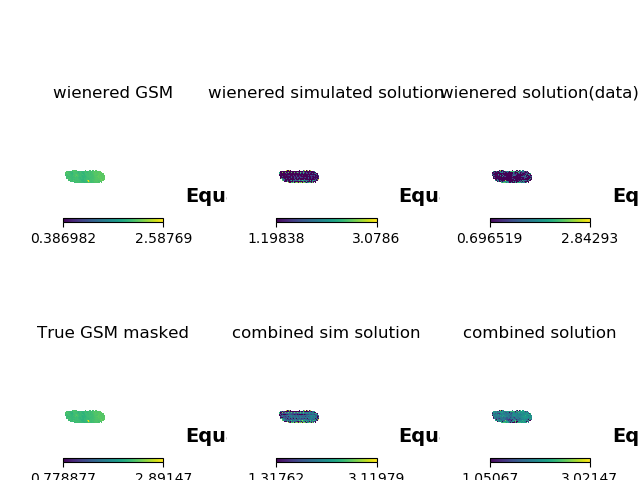 wienered GSM wienered simulated solution wienered solution(data)
Equ Equ Eq
0.386982 2.58769 1.19838 3.0786 0.696519 2.84293
True GSM masked combined sim solution combined solution
Equ Equ Eq
0.778877 2.89147 1.31762 3.11979 1.05067 3.02147